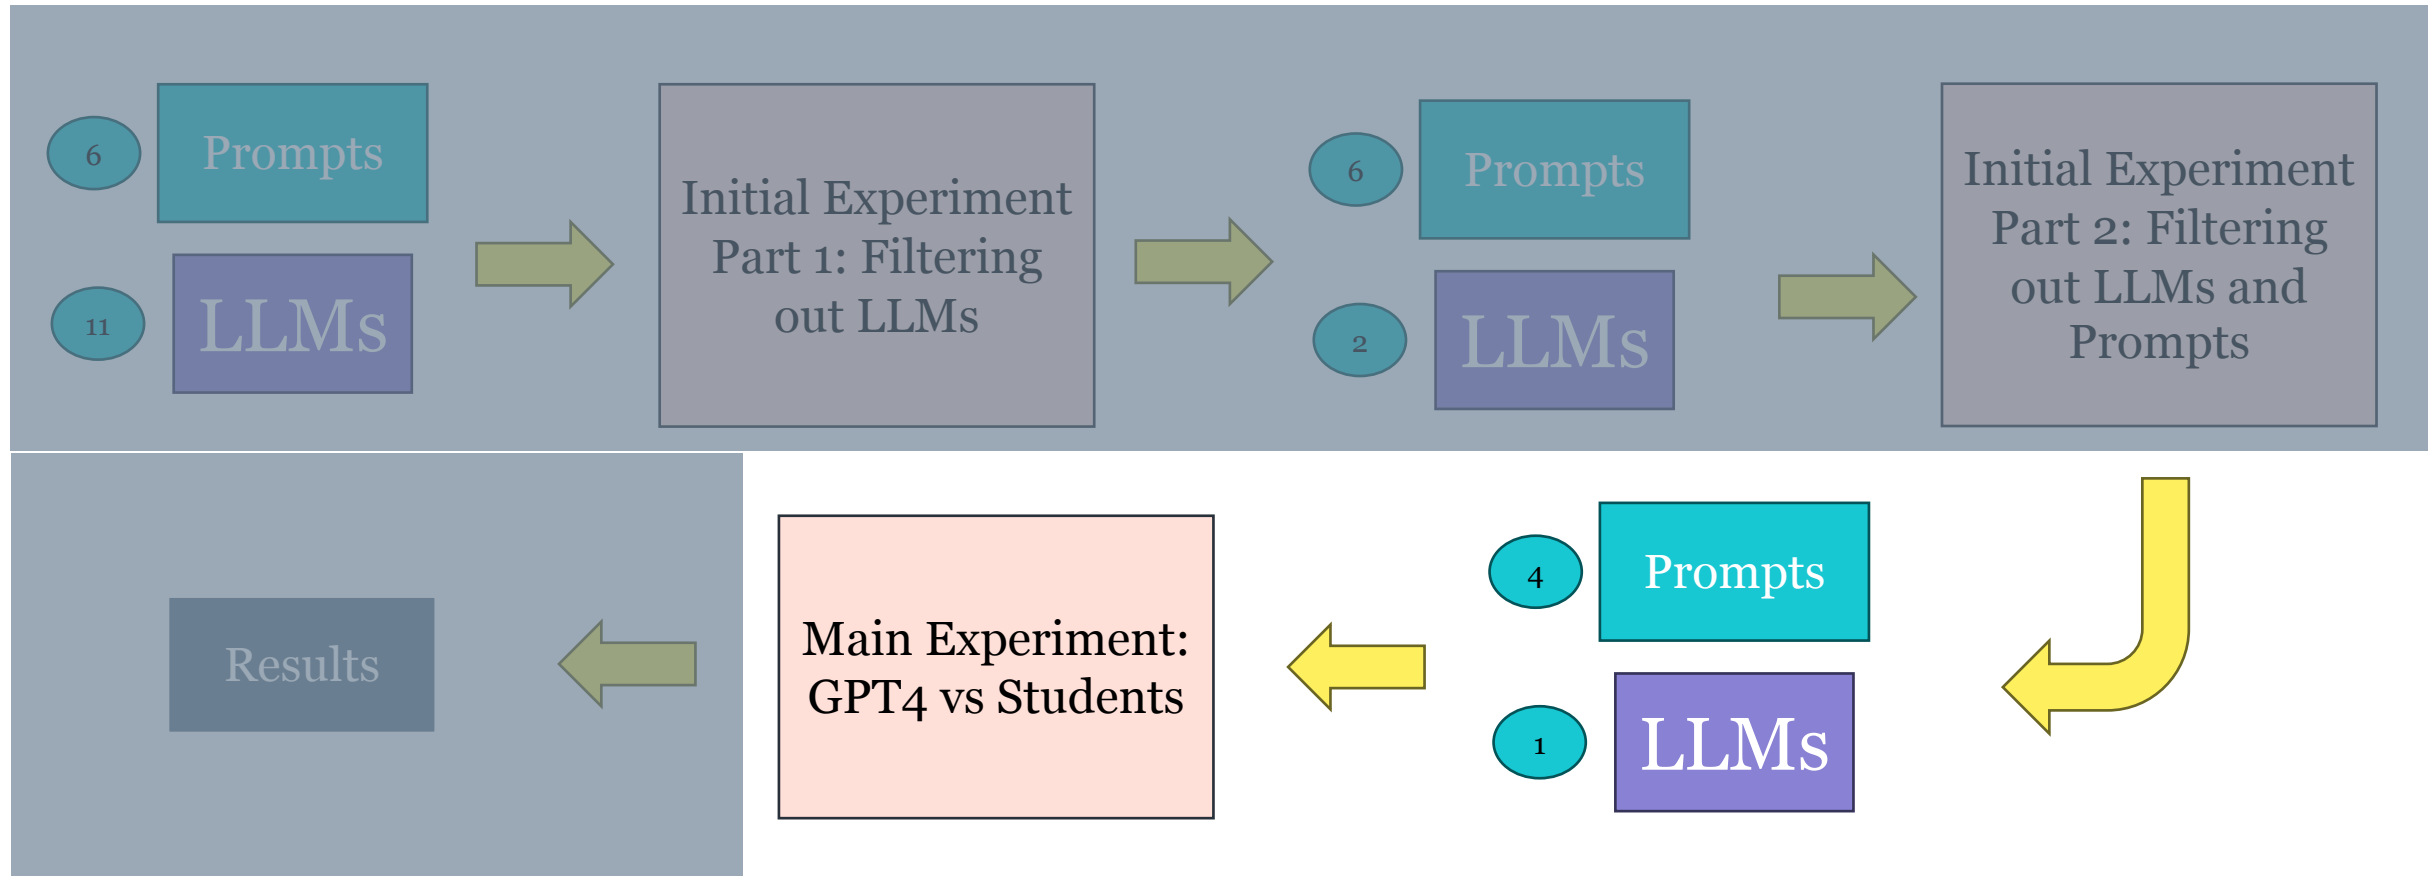 6
Prompts
11
LLMs
Initial Experiment
Part 1: Filtering
out LLMs
6
Prompts
2
LLMs
Initial Experiment
Part 2: Filtering
out LLMs and
Prompts
4
Prompts
1
LLMs
Main Experiment:
GPT4 vs Students
Results